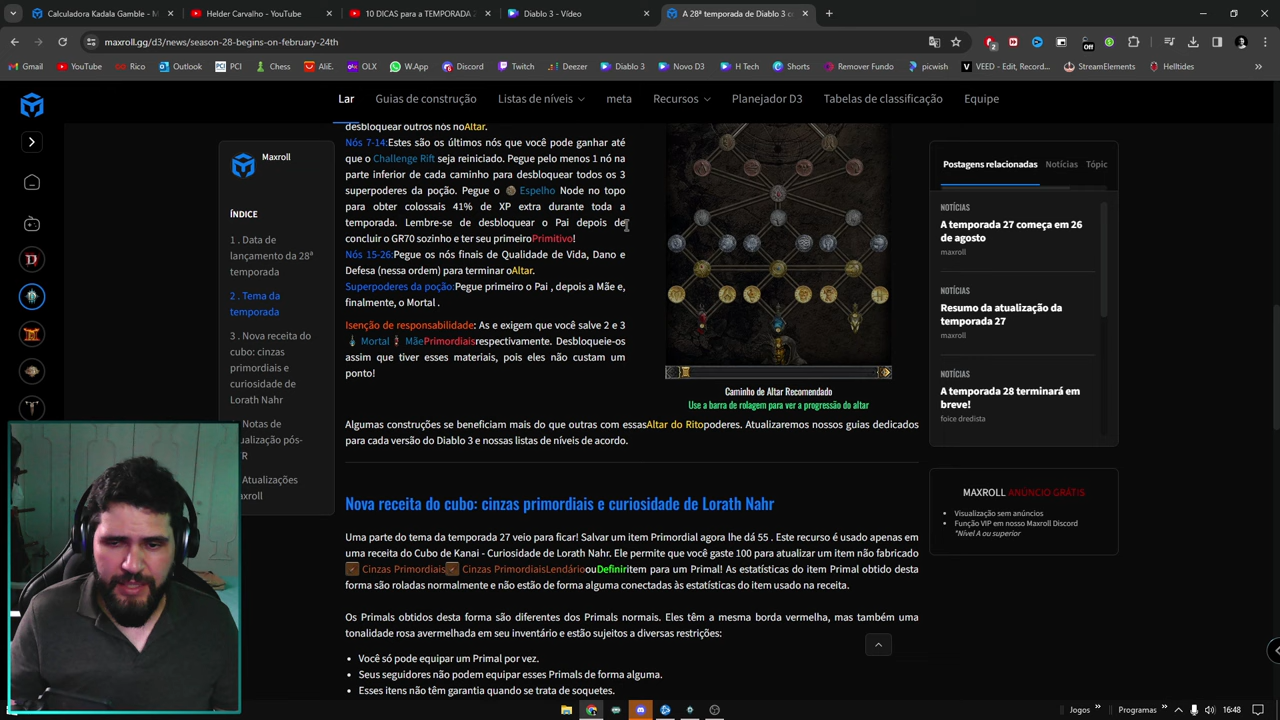 Calculadora Kadala Gamble - M
Helder Carvalho - YouTube
10 DICAS para a TEMPORADA 2
Diablo 3 - Vídeo
A 28ª temporada de Diablo 3 c
maxroll.gg/d3/news/season-28-begins-on-february-24th
Gmail
YouTube
Rico
Outlook
PCI
Chess
AliE.
OLX
W.App
Discord
Twitch
Deezer
Diablo 3
Novo D3
H Tech
Shorts
Remover Fundo
picwish
VEED - Edit, Record...
StreamElements
Helltides
Lar
Guias de construção
Listas de níveis
meta
Recursos
Planejador D3
Tabelas de classificação
Equipe
Maxroll
ÍNDICE
1 . Data de
lançamento da 28ª
temporada
2 . Tema da
temporada
3 . Nova receita do
cubo: cinzas
primordiais e
curiosidade de
Lorath Nahr
Notas de
ualização pós-
R
Atualizações
axroll
desbloquear outros nós noAltar.
Nós 7-14:Estes são os últimos nós que você pode ganhar até
que o Challenge Rift seja reiniciado. Pegue pelo menos 1 nó na
parte inferior de cada caminho para desbloquear todos os 3
superpoderes da poção. Pegue o Espelho Node no topo
para obter colossais 41% de XP extra durante toda a
temporada. Lembre-se de desbloquear o Pai depois de
concluir o GR70 sozinho e ter seu primeiroPrimitivo!
Nós 15-26:Pegue os nós finais de Qualidade de Vida, Dano e
Defesa (nessa ordem) para terminar oAltar.
Superpoderes da poção:Pegue primeiro o Pai , depois a Mãe e,
finalmente, o Mortal .
Isenção de responsabilidade: As e exigem que você salve 2 e 3
Mortal Mãe Primordiaisrespectivamente. Desbloqueie-os
assim que tiver esses materiais, pois eles não custam um
ponto!
Caminho de Altar Recomendado
Use a barra de rolagem para ver a progressão do altar
Algumas construções se beneficiam mais do que outras com essasAltar do Ritopoderes. Atualizaremos nossos guias dedicados
para cada versão do Diablo 3 e nossas listas de níveis de acordo.
Nova receita do cubo: cinzas primordiais e curiosidade de Lorath Nahr
Uma parte do tema da temporada 27 veio para ficar! Salvar um item Primordial agora lhe dá 55 . Este recurso é usado apenas em
uma receita do Cubo de Kanai - Curiosidade de Lorath Nahr. Ele permite que você gaste 100 para atualizar um item não fabricado
Cinzas Primordiais Cinzas PrimordiaisLendárioouDefiniritem para um Primal! As estatísticas do item Primal obtido desta
forma são roladas normalmente e não estão de forma alguma conectadas às estatísticas do item usado na receita.
Os Primals obtidos desta forma são diferentes dos Primals normais. Eles têm a mesma borda vermelha, mas também uma
tonalidade rosa avermelhada em seu inventário e estão sujeitos a diversas restrições:
• Você só pode equipar um Primal por vez.
• Seus seguidores não podem equipar esses Primals de forma alguma.
• Esses itens não têm garantia quando se trata de soquetes.
Postagens relacionadas
Notícias
Tópic
NOTÍCIAS
A temporada 27 começa em 26
de agosto
maxroll
NOTÍCIAS
Resumo da atualização da
temporada 27
maxroll
NOTÍCIAS
A temporada 28 terminará em
breve!
foice dredista
MAXROLL ANÚNCIO GRÁTIS
• Visualização sem anúncios
• Função VIP em nosso Maxroll Discord
*Nível A ou superior
Jogos
Programas
16:48